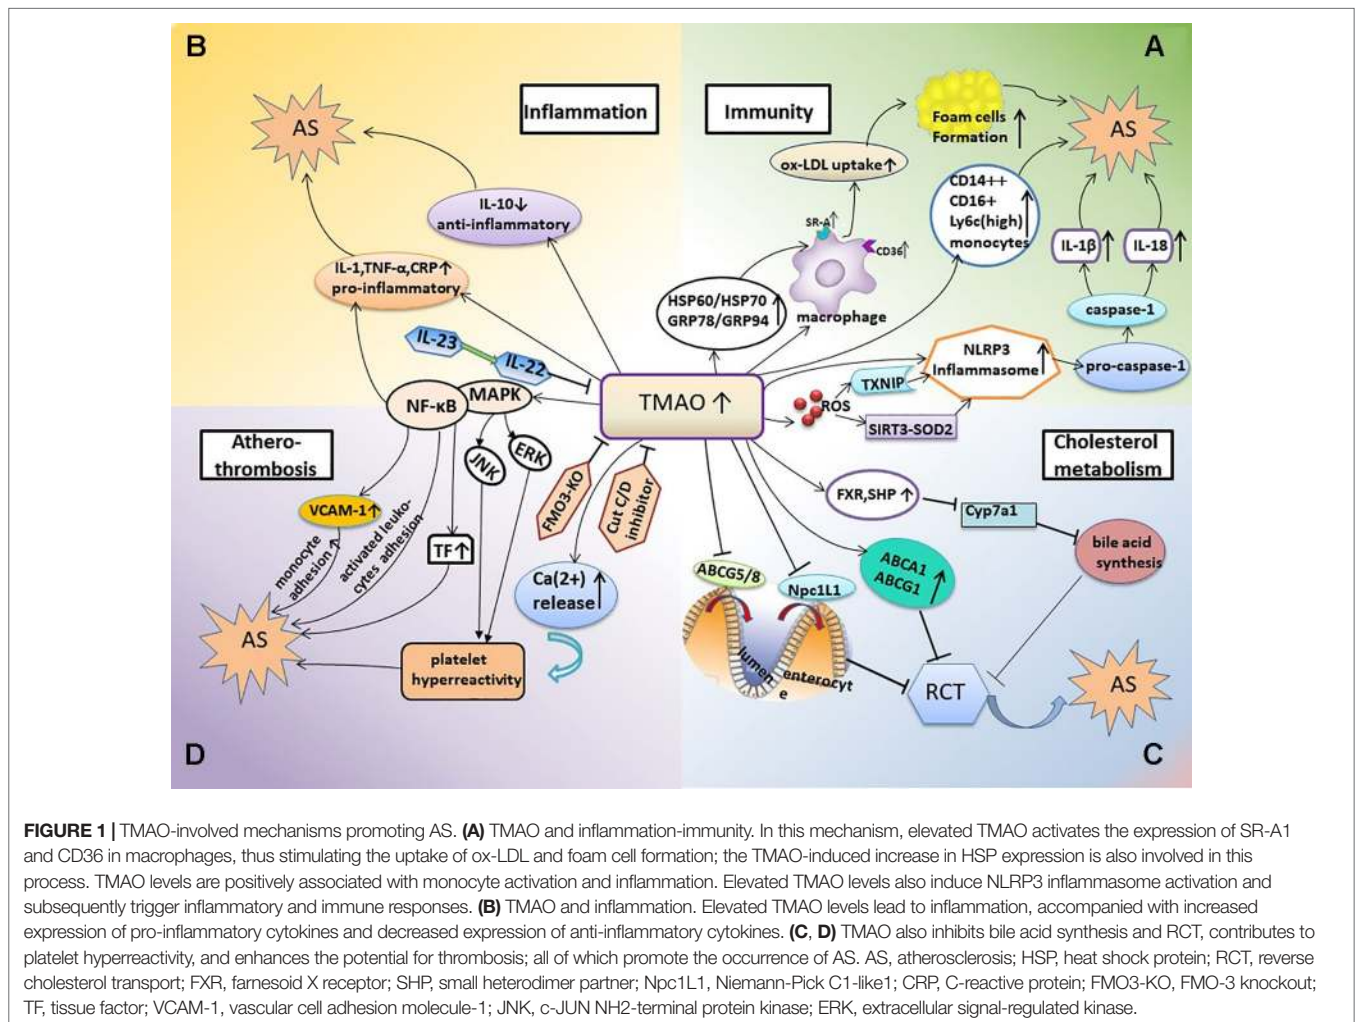 B
A
Inflammation
Immunity
AS
Foam cells
Formation
AS
ox-LDL uptake↑
CD14++
CD16+
Ly6c(high)
monocytes
IL-10↓
anti-inflammatory
SR-A↑
CD36↑
IL-1β
IL-18
IL-1,TNF-α,CRP↑
pro-inflammatory
HSP60/HSP70
GRP78/GRP94
macrophage
caspase-1
IL-23
IL-22
NLRP3
Inflammasome
pro-caspase-1
TXNIP
ROS
SIRT3-SOD2
TMAO ↑
NF-κB
MAPK
JNK
ERK
Athero-
thrombosis
Cholesterol
metabolism
FMO3-KO
Cut C/D
inhibitor
FXR,SHP ↑
Cyp7a1
bile acid
synthesis
VCAM-1↑
monocyte
adhesion ↑
activated leuko-
cytes adhesion
TF↑
Ca(2+)
release
ABCG5/8
Npc1L1
ABCA1
ABCG1
lumen
enterocyt
e
AS
platelet
hyperreactivity
RCT
AS
D
C
FIGURE 1 | TMAO-involved mechanisms promoting AS. (A) TMAO and inflammation-immunity. In this mechanism, elevated TMAO activates the expression of SR-A1
and CD36 in macrophages, thus stimulating the uptake of ox-LDL and foam cell formation; the TMAO-induced increase in HSP expression is also involved in this
process. TMAO levels are positively associated with monocyte activation and inflammation. Elevated TMAO levels also induce NLRP3 inflammasome activation and
subsequently trigger inflammatory and immune responses. (B) TMAO and inflammation. Elevated TMAO levels lead to inflammation, accompanied with increased
expression of pro-inflammatory cytokines and decreased expression of anti-inflammatory cytokines. (C, D) TMAO also inhibits bile acid synthesis and RCT, contributes to
platelet hyperreactivity, and enhances the potential for thrombosis; all of which promote the occurrence of AS. AS, atherosclerosis; HSP, heat shock protein; RCT, reverse
cholesterol transport; FXR, farnesoid X receptor; SHP, small heterodimer partner; Npc1L1, Niemann-Pick C1-like1; CRP, C-reactive protein; FMO3-KO, FMO-3 knockout;
TF, tissue factor; VCAM-1, vascular cell adhesion molecule-1; JNK, c-JUN NH2-terminal protein kinase; ERK, extracellular signal-regulated kinase.